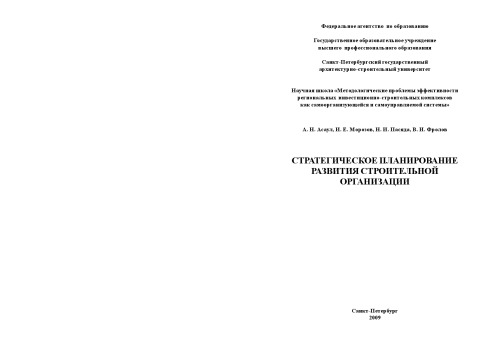 Федеральное агентство по образованию
Государственное образовательное учреждение
высшего профессионального образования
Санкт-Петербургский государственный
архитектурно-строительный университет
Научная школа «Методологические проблемы эффективности
региональных инвестиционно-строительных комплексов
как самоорганизующейся и самоуправляемой системы»
А. Н. Асаул, И. Е. Морозов, Н. И. Пасяда, В. И. Фролов
СТРАТЕГИЧЕСКОЕ ПЛАНИРОВАНИЕ
РАЗВИТИЯ СТРОИТЕЛЬНОЙ
ОРГАНИЗАЦИИ
Санкт-Петербург
2009